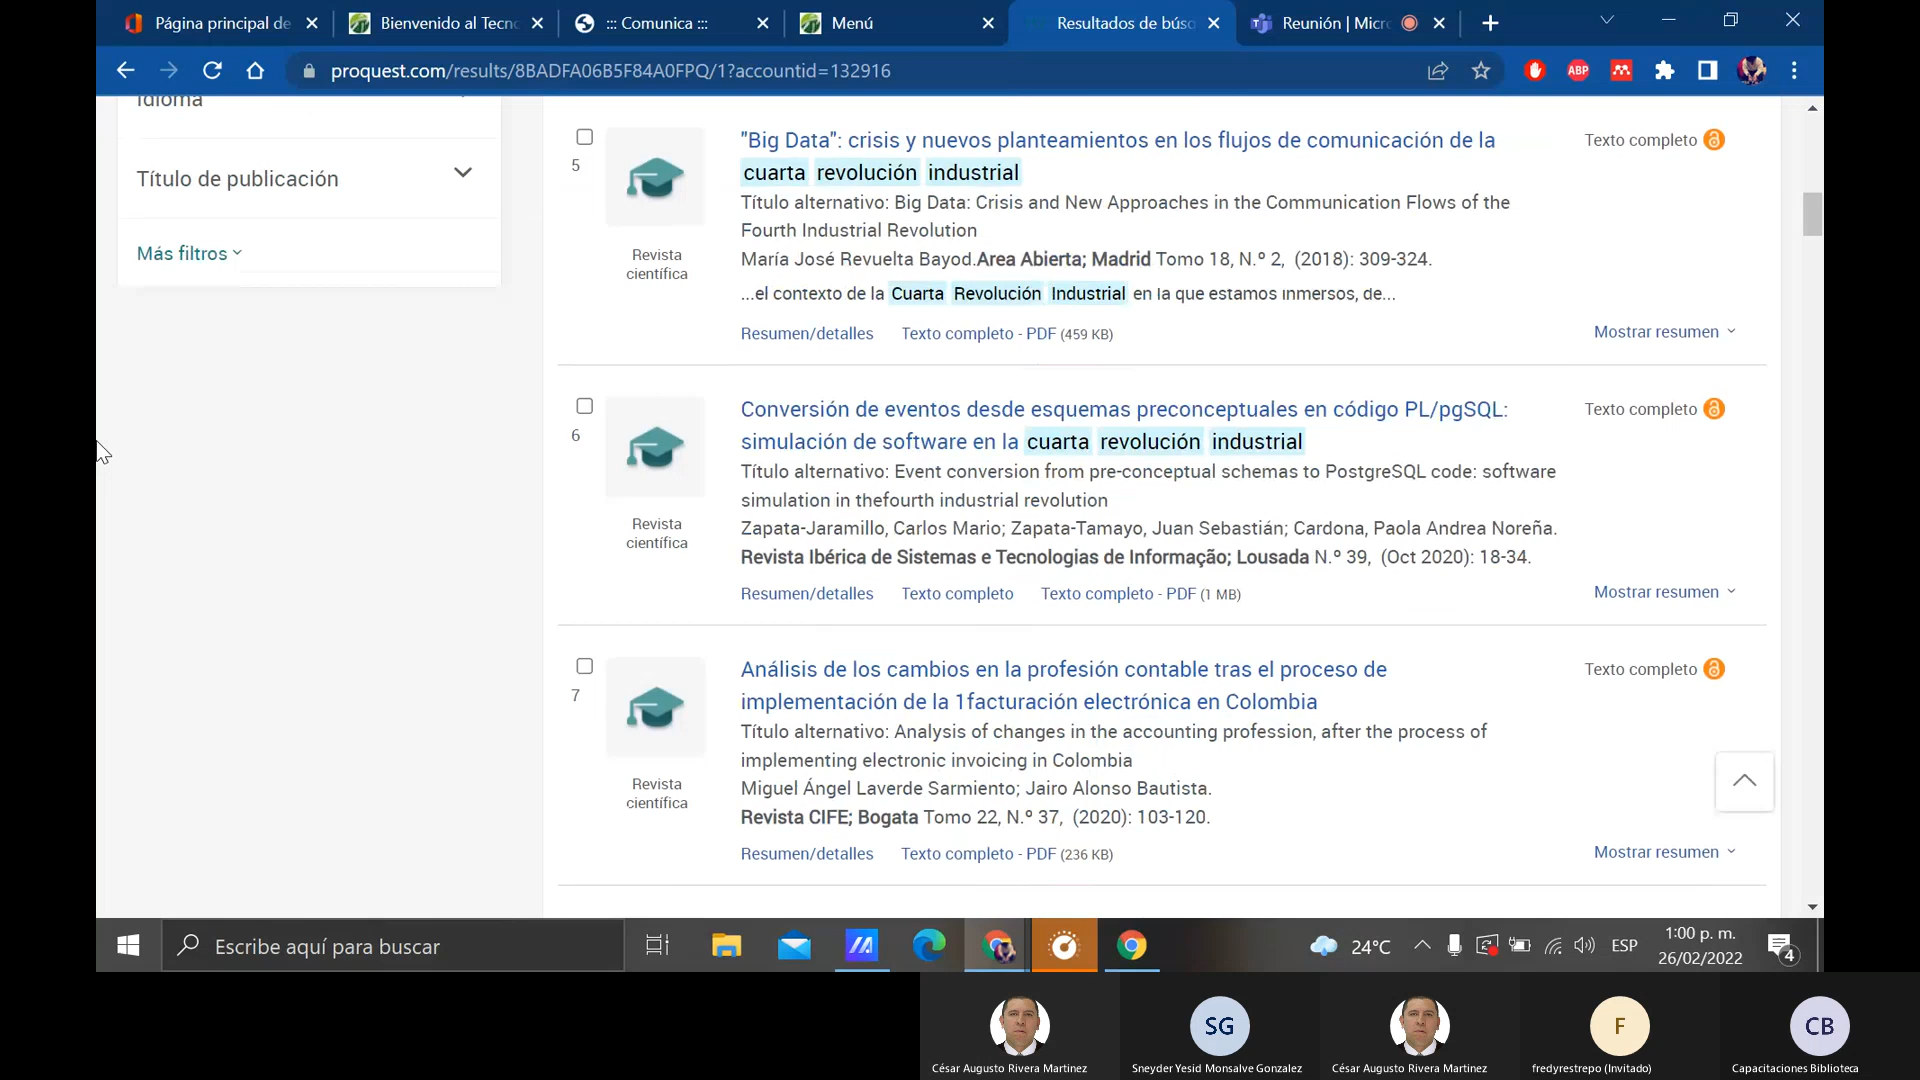 Página principal de
Bienvenido al Tecno
::: Comunica :::
Menú
Resultados de búsq
Reunión | Micro
proquest.com/results/8BADFA06B5F84A0FPQ/1?accountid=132916
ABP
Idioma
Título de publicación
Más filtros
5
Revista
científica
"Big Data": crisis y nuevos planteamientos en los flujos de comunicación de la
cuarta revolución industrial
Título alternativo: Big Data: Crisis and New Approaches in the Communication Flows of the
Fourth Industrial Revolution
María José Revuelta Bayod.Area Abierta; Madrid Tomo 18, N.º 2, (2018): 309-324.
...el contexto de la Cuarta Revolución Industrial en la que estamos inmersos, de...
Resumen/detalles Texto completo - PDF (459 KB)
Texto completo
Mostrar resumen
6
Revista
científica
Conversión de eventos desde esquemas preconceptuales en código PL/pgSQL:
simulación de software en la cuarta revolución industrial
Título alternativo: Event conversion from pre-conceptual schemas to PostgreSQL code: software
simulation in thefourth industrial revolution
Zapata-Jaramillo, Carlos Mario; Zapata-Tamayo, Juan Sebastián; Cardona, Paola Andrea Noreña.
Revista Ibérica de Sistemas e Tecnologias de Informação; Lousada N.º 39, (Oct 2020): 18-34.
Resumen/detalles Texto completo Texto completo - PDF (1 MB)
Texto completo
Mostrar resumen
7
Revista
científica
Análisis de los cambios en la profesión contable tras el proceso de
implementación de la 1facturación electrónica en Colombia
Título alternativo: Analysis of changes in the accounting profession, after the process of
implementing electronic invoicing in Colombia
Miguel Ángel Laverde Sarmiento; Jairo Alonso Bautista.
Revista CIFE; Bogata Tomo 22, N.º 37, (2020): 103-120.
Resumen/detalles Texto completo - PDF (236 KB)
Texto completo
Mostrar resumen
Escribe aquí para buscar
24°C
ESP
1:00 p. m.
26/02/2022
4
SG
F
CB
César Augusto Rivera Martinez
Sneyder Yesid Monsalve Gonzalez
César Augusto Rivera Martinez
fredyrestrepo (Invitado)
Capacitaciones Biblioteca